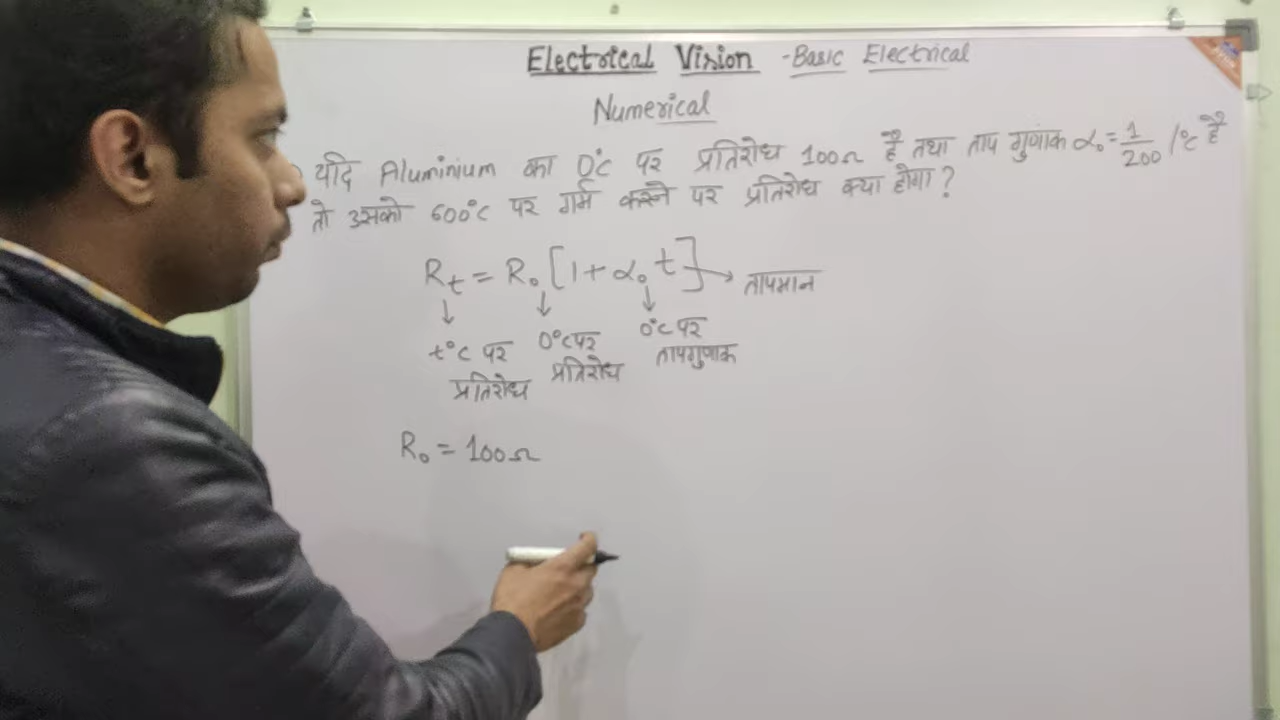 Electrical Vision - Basic Electrical
Numerical
यदि Aluminium का 0°C पर प्रतिरोध 100Ω है तथा ताप गुणांक α₀ = 1/200 /°C है
तो उसको 600°C पर गर्म करने पर प्रतिरोध क्या होगा ?
Rt = R₀ [1 + α₀ t] → तापमान
↓ ↓ ↓
t°C पर 0°C पर 0°C पर
प्रतिरोध प्रतिरोध तापगुणांक
R₀ = 100Ω